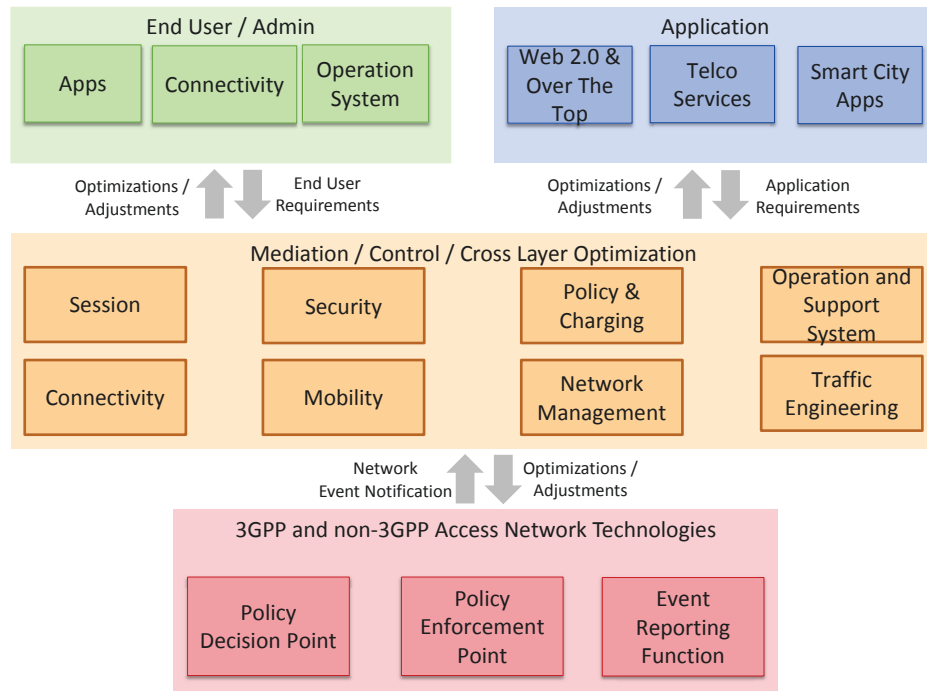 End User / Admin
Apps
Connectivity
Operation
System
Application
Web 2.0 &
Over The
Top
Telco
Services
Smart City
Apps
Optimizations /
Adjustments
End User
Requirements
Optimizations /
Adjustments
Application
Requirements
Mediation / Control / Cross Layer Optimization
Session
Security
Policy &
Charging
Operation and
Support
System
Connectivity
Mobility
Network
Management
Traffic
Engineering
Network
Event Notification
Optimizations /
Adjustments
3GPP and non-3GPP Access Network Technologies
Policy
Decision Point
Policy
Enforcement
Point
Event
Reporting
Function